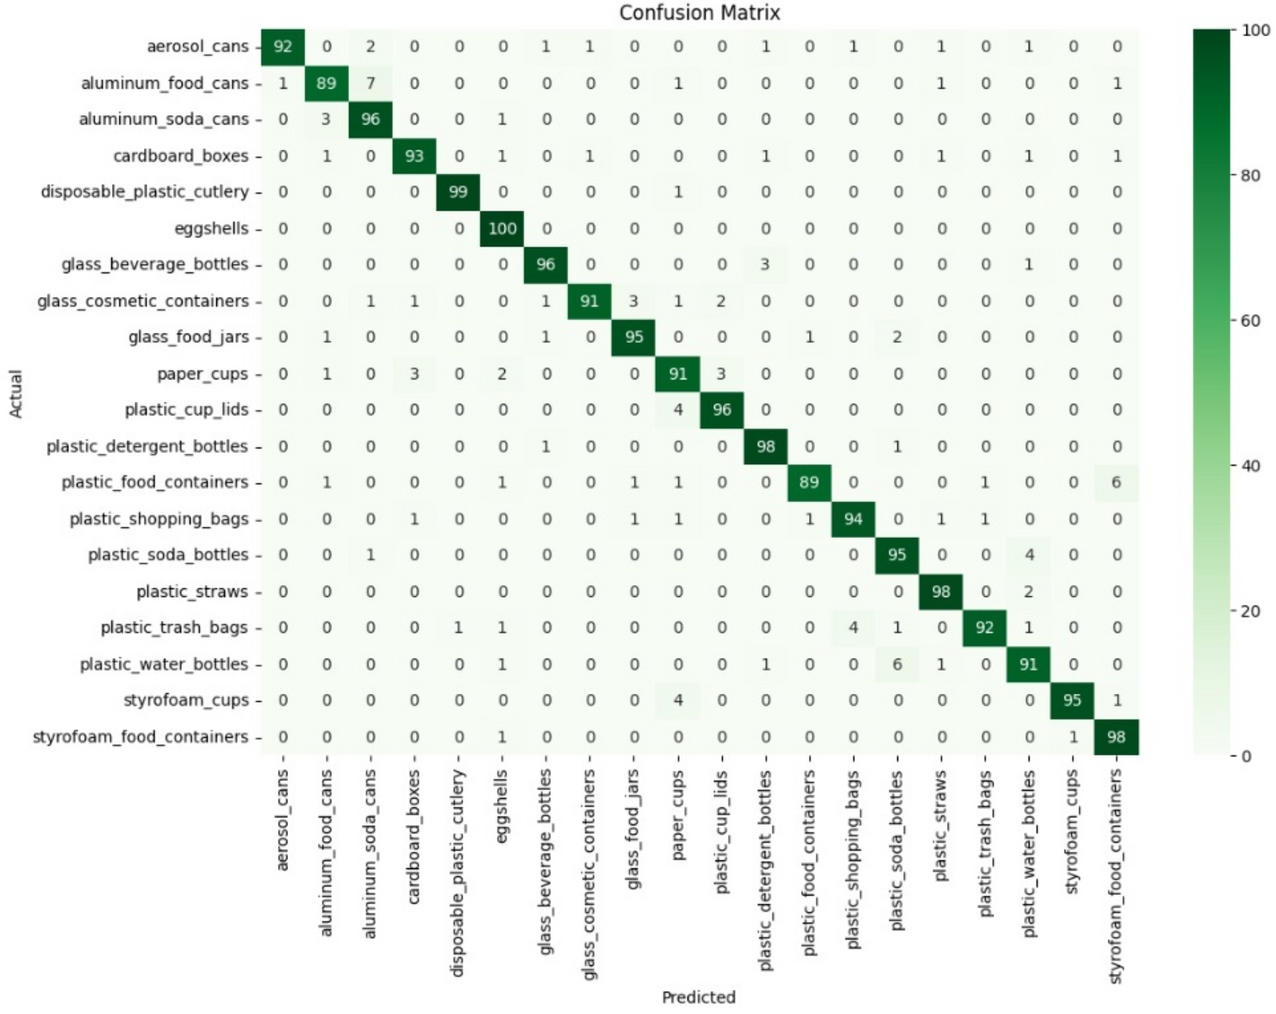 Confusion Matrix
aerosol_cans 92 0 2 0 0 0 1 1 0 0 0 1 0 1 0 1 0 1 0 0
aluminum_food_cans 1 89 7 0 0 0 0 0 0 1 0 0 0 0 0 1 0 0 0 1
aluminum_soda_cans 0 3 96 0 0 1 0 0 0 0 0 0 0 0 0 0 0 0 0 0
cardboard_boxes 0 1 0 93 0 1 0 1 0 0 0 1 0 0 0 1 0 1 0 1
disposable_plastic_cutlery 0 0 0 0 99 0 0 0 0 1 0 0 0 0 0 0 0 0 0 0
eggshells 0 0 0 0 0 100 0 0 0 0 0 0 0 0 0 0 0 0 0 0
glass_beverage_bottles 0 0 0 0 0 0 96 0 0 0 0 3 0 0 0 0 0 1 0 0
glass_cosmetic_containers 0 0 1 1 0 0 1 91 3 1 2 0 0 0 0 0 0 0 0 0
glass_food_jars 0 1 0 0 0 0 1 0 95 0 0 0 1 0 2 0 0 0 0 0
paper_cups 0 1 0 3 0 2 0 0 0 91 3 0 0 0 0 0 0 0 0 0
plastic_cup_lids 0 0 0 0 0 0 0 0 0 4 96 0 0 0 0 0 0 0 0 0
plastic_detergent_bottles 0 0 0 0 0 0 1 0 0 0 0 98 0 0 1 0 0 0 0 0
plastic_food_containers 0 1 0 0 0 1 0 0 1 1 0 0 89 0 0 0 1 0 0 6
plastic_shopping_bags 0 0 0 1 0 0 0 0 1 1 0 0 1 94 0 1 1 0 0 0
plastic_soda_bottles 0 0 1 0 0 0 0 0 0 0 0 0 0 0 95 0 0 4 0 0
plastic_straws 0 0 0 0 0 0 0 0 0 0 0 0 0 0 0 98 0 2 0 0
plastic_trash_bags 0 0 0 0 1 1 0 0 0 0 0 0 0 4 1 0 92 1 0 0
plastic_water_bottles 0 0 0 0 0 1 0 0 0 0 0 1 0 0 6 1 0 91 0 0
styrofoam_cups 0 0 0 0 0 0 0 0 0 4 0 0 0 0 0 0 0 0 95 1
styrofoam_food_containers 0 0 0 0 0 1 0 0 0 0 0 0 0 0 0 0 0 0 1 98
Actual
aerosol_cans
aluminum_food_cans
aluminum_soda_cans
cardboard_boxes
disposable_plastic_cutlery
eggshells
glass_beverage_bottles
glass_cosmetic_containers
glass_food_jars
paper_cups
plastic_cup_lids
plastic_detergent_bottles
plastic_food_containers
plastic_shopping_bags
plastic_soda_bottles
plastic_straws
plastic_trash_bags
plastic_water_bottles
styrofoam_cups
styrofoam_food_containers
Predicted
100
80
60
40
20
0